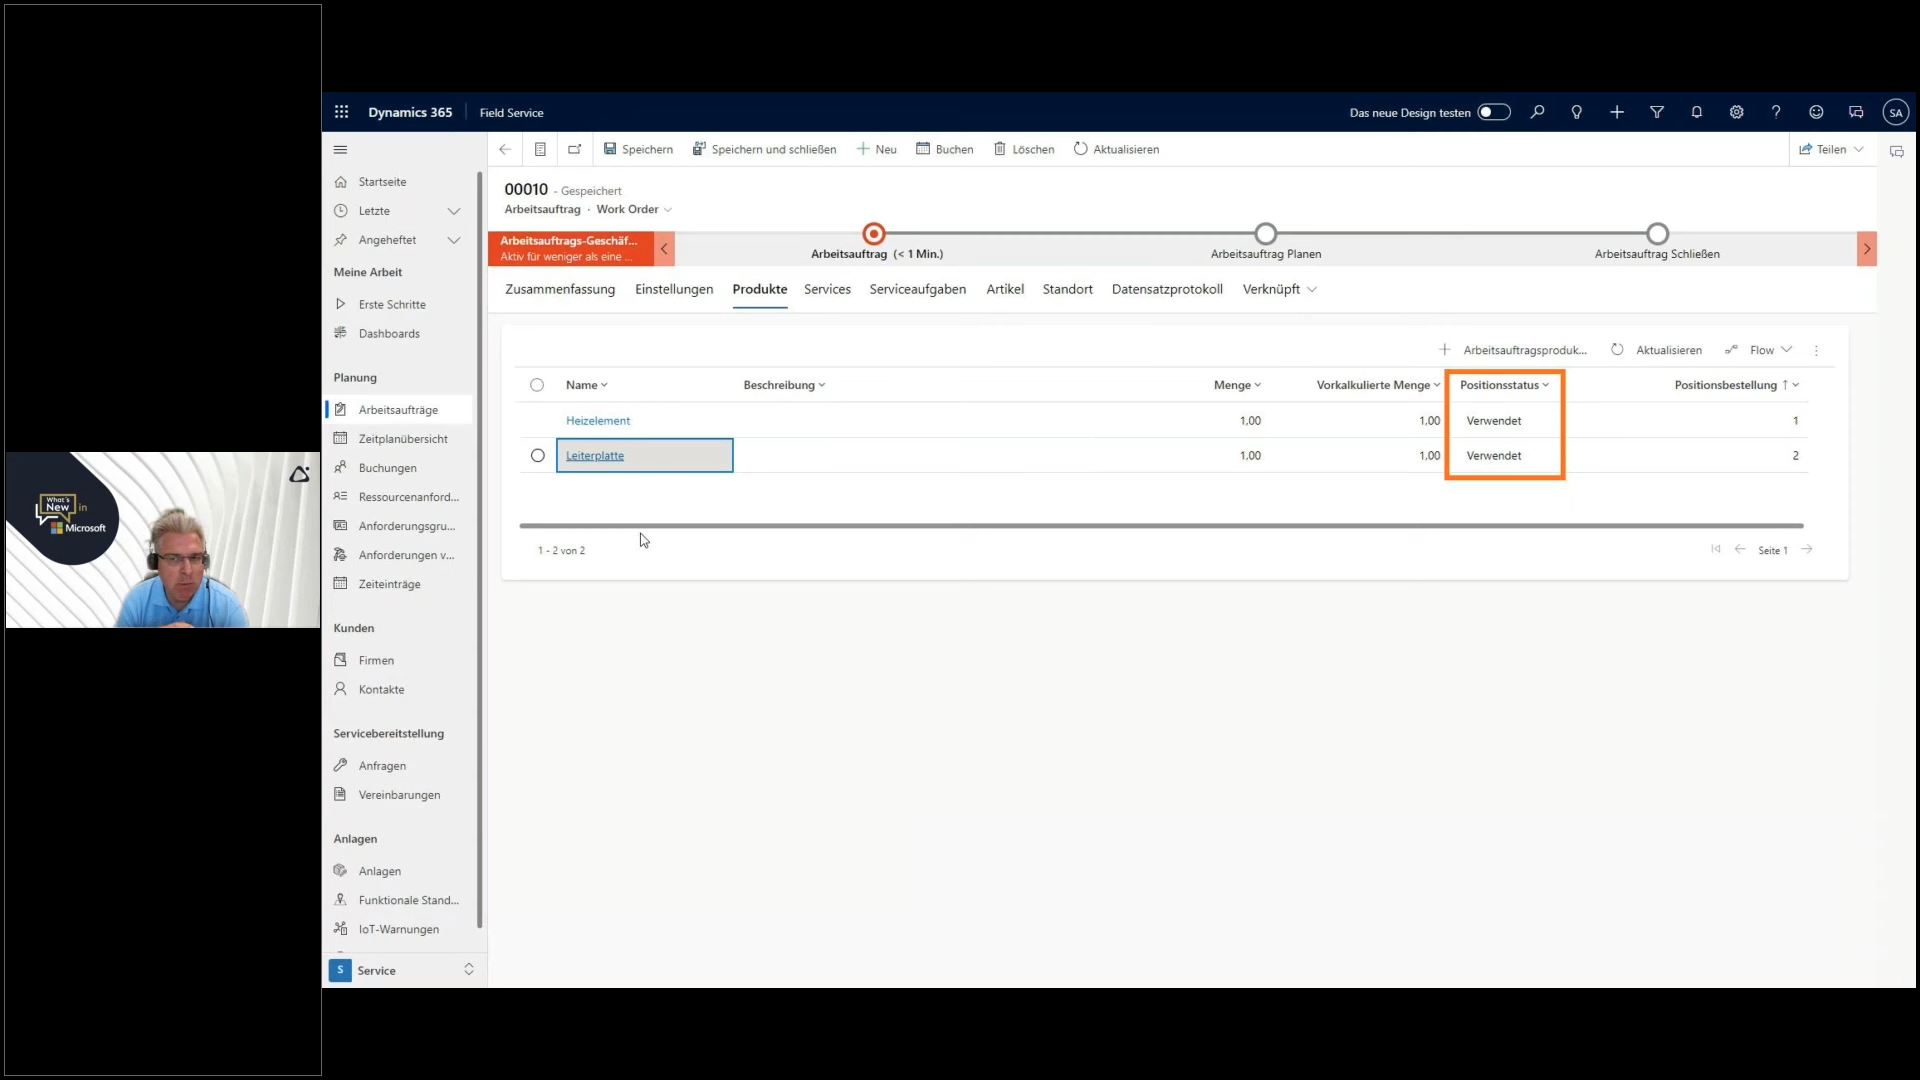 Dynamics 365
Field Service
Das neue Design testen
SA
Speichern
Speichern und schließen
Neu
Buchen
Löschen
Aktualisieren
Teilen
00010 - Gespeichert
Arbeitsauftrag · Work Order
Arbeitsauftrags-Geschäf...
Aktiv für weniger als eine ...
Arbeitsauftrag (< 1 Min.)
Arbeitsauftrag Planen
Arbeitsauftrag Schließen
Zusammenfassung
Einstellungen
Produkte
Services
Serviceaufgaben
Artikel
Standort
Datensatzprotokoll
Verknüpft
Arbeitsauftragsproduk...
Aktualisieren
Flow
Name
Beschreibung
Menge
Vorkalkulierte Menge
Positionsstatus
Positionsbestellung
Heizelement
1,00
1,00
Verwendet
1
Leiterplatte
1,00
1,00
Verwendet
2
1 - 2 von 2
Seite 1
Startseite
Letzte
Angeheftet
Meine Arbeit
Erste Schritte
Dashboards
Planung
Arbeitsaufträge
Zeitplanübersicht
Buchungen
Ressourcenanford...
Anforderungsgru...
Anforderungen v...
Zeiteinträge
Kunden
Firmen
Kontakte
Servicebereitstellung
Anfragen
Vereinbarungen
Anlagen
Anlagen
Funktionale Stand...
IoT-Warnungen
S Service
What's
New in
Microsoft